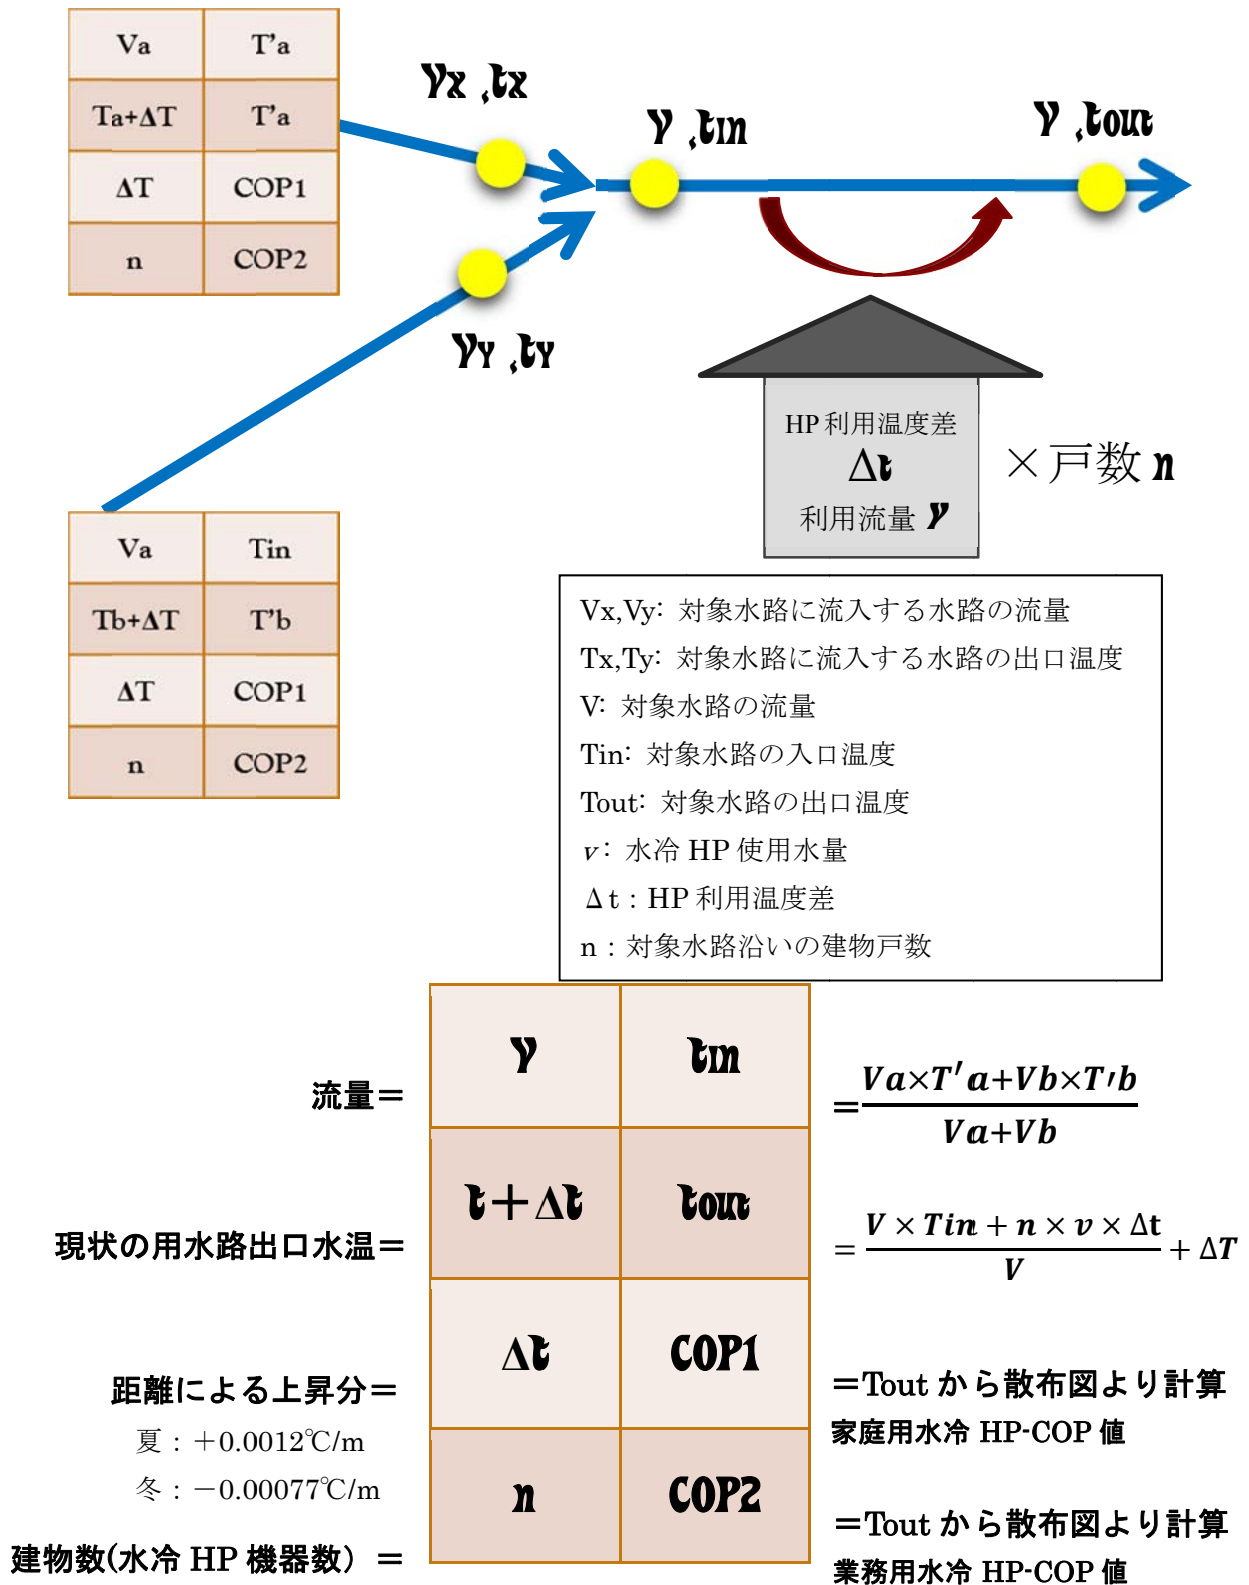 Va T'a
Ta+ΔT T'a
ΔT COP1
n COP2
Vx ,tx
V ,tin
V ,tout
Vy ,ty
HP利用温度差
Δt
利用流量 V
×戸数 n
Va Tin
Tb+ΔT T'b
ΔT COP1
n COP2
Vx,Vy: 対象水路に流入する水路の流量
Tx,Ty: 対象水路に流入する水路の出口温度
V: 対象水路の流量
Tin: 対象水路の入口温度
Tout: 対象水路の出口温度
v: 水冷 HP 使用水量
Δt:HP 利用温度差
n:対象水路沿いの建物戸数
流量=
V tin
=(Va×T'a+Vb×T'b)/(Va+Vb)
現状の用水路出口水温=
t+Δt tout
=(V×Tin+n×v×Δt)/V+ΔT
距離による上昇分=
夏:+0.0012℃/m
冬:-0.00077℃/m
Δt COP1
=Tout から散布図より計算
家庭用水冷 HP-COP 値
建物数(水冷 HP 機器数) =
n COP2
=Tout から散布図より計算
業務用水冷 HP-COP 値